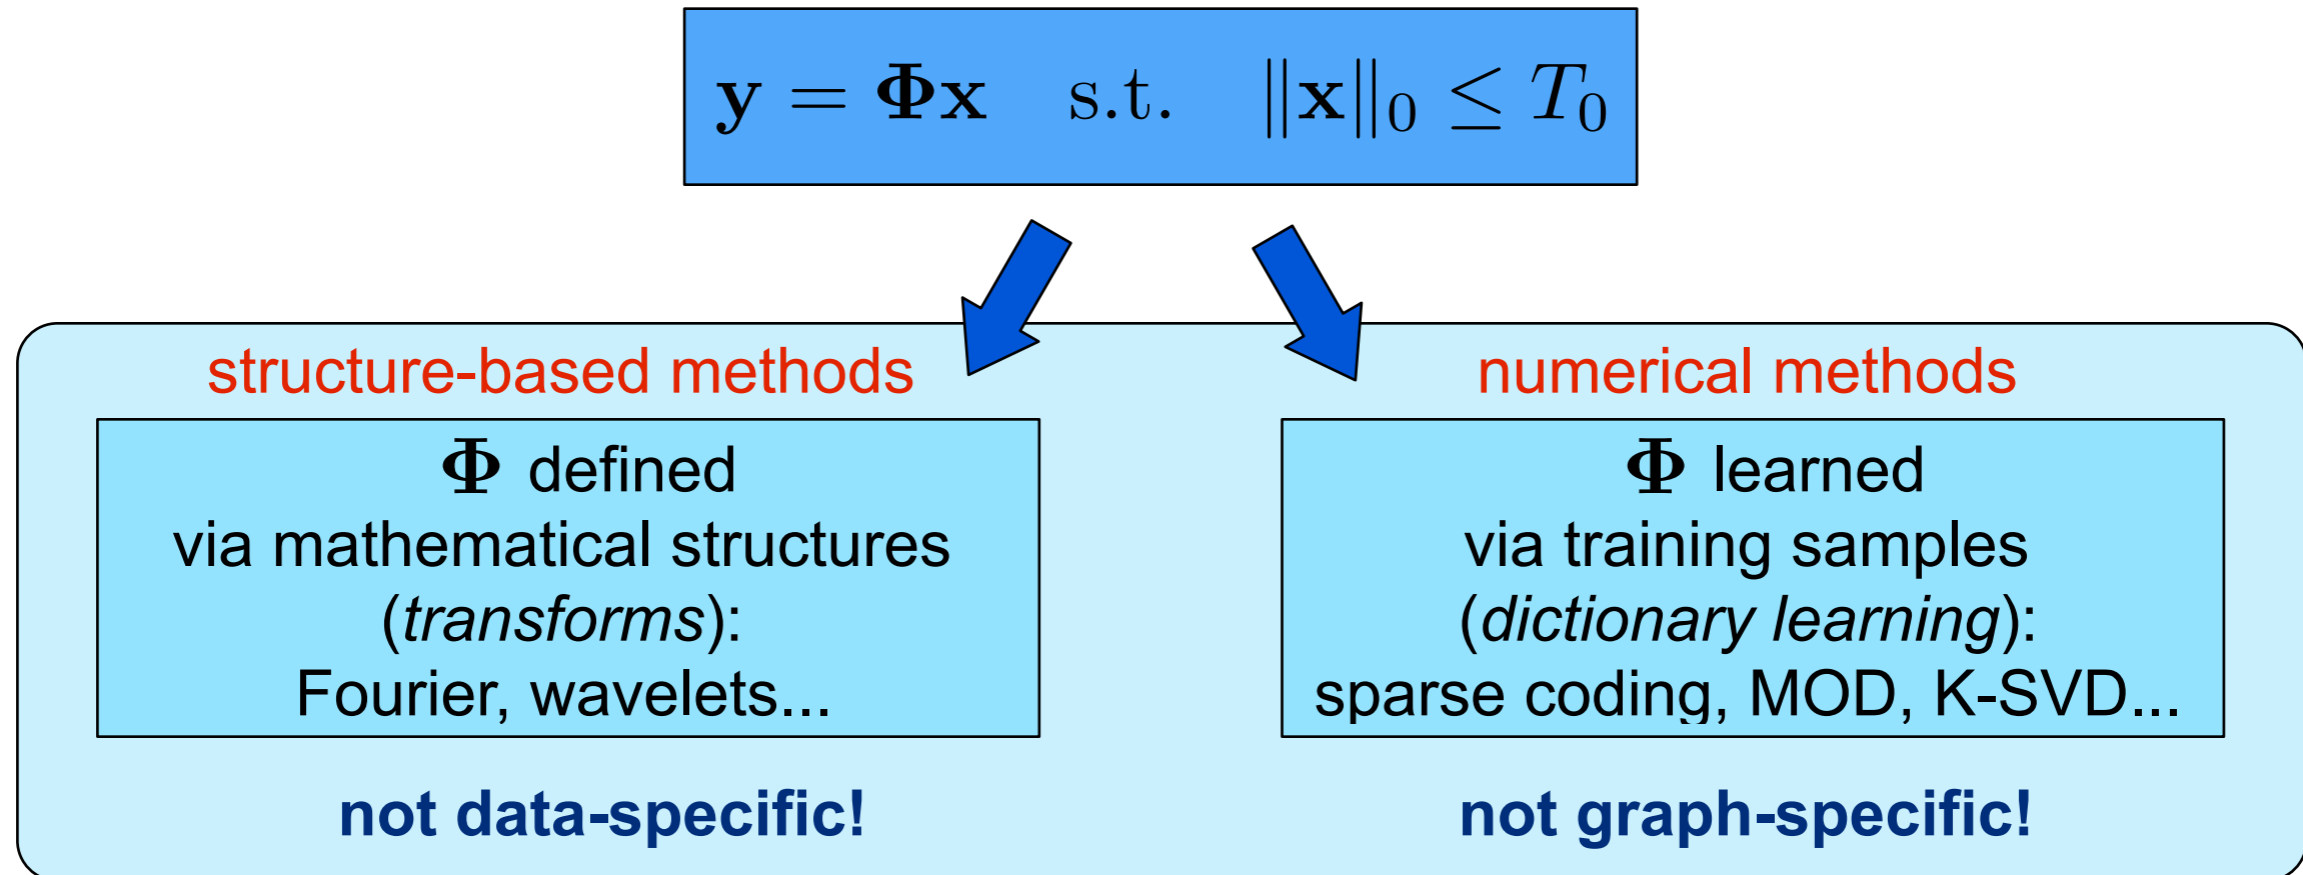 y = Φx s.t. ‖x‖₀ ≤ T₀
structure-based methods
Φ defined
via mathematical structures
(transforms):
Fourier, wavelets...
not data-specific!
numerical methods
Φ learned
via training samples
(dictionary learning):
sparse coding, MOD, K-SVD...
not graph-specific!